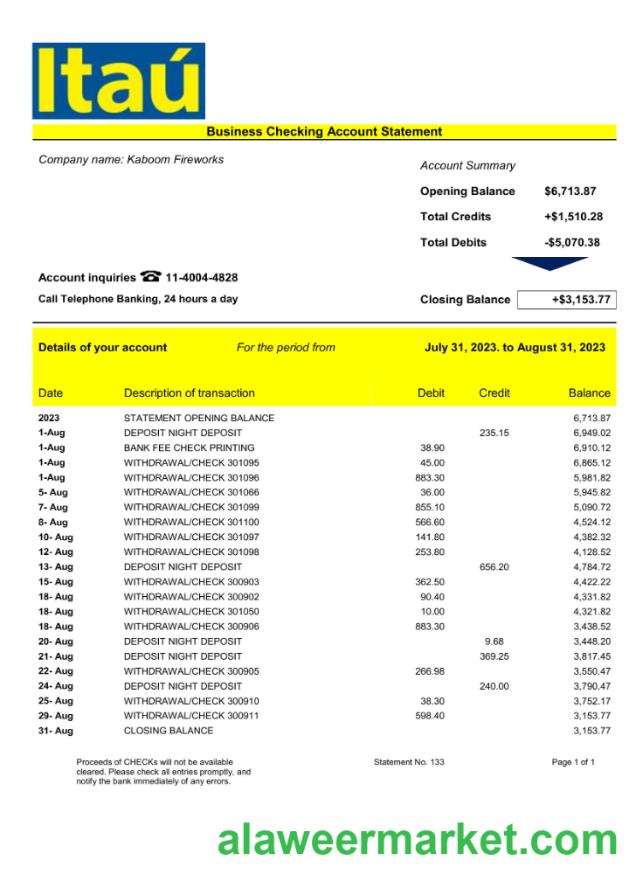 Itaú
Business Checking Account Statement
Company name: Kaboom Fireworks
Account Summary
Opening Balance $6,713.87
Total Credits +$1,510.28
Total Debits -$5,070.38
Account inquiries ☎ 11-4004-4828
Call Telephone Banking, 24 hours a day
Closing Balance +$3,153.77
Details of your account For the period from July 31, 2023. to August 31, 2023
Date Description of transaction Debit Credit Balance
2023 STATEMENT OPENING BALANCE 6,713.87
1-Aug DEPOSIT NIGHT DEPOSIT 235.15 6,949.02
1-Aug BANK FEE CHECK PRINTING 38.90 6,910.12
1-Aug WITHDRAWAL/CHECK 301095 45.00 6,865.12
1-Aug WITHDRAWAL/CHECK 301096 883.30 5,981.82
5- Aug WITHDRAWAL/CHECK 301066 36.00 5,945.82
7- Aug WITHDRAWAL/CHECK 301099 855.10 5,090.72
8- Aug WITHDRAWAL/CHECK 301100 566.60 4,524.12
10- Aug WITHDRAWAL/CHECK 301097 141.80 4,382.32
12- Aug WITHDRAWAL/CHECK 301098 253.80 4,128.52
13- Aug DEPOSIT NIGHT DEPOSIT 656.20 4,784.72
15- Aug WITHDRAWAL/CHECK 300903 362.50 4,422.22
18- Aug WITHDRAWAL/CHECK 300902 90.40 4,331.82
18- Aug WITHDRAWAL/CHECK 301050 10.00 4,321.82
18- Aug WITHDRAWAL/CHECK 300906 883.30 3,438.52
20- Aug DEPOSIT NIGHT DEPOSIT 9.68 3,448.20
21- Aug DEPOSIT NIGHT DEPOSIT 369.25 3,817.45
22- Aug WITHDRAWAL/CHECK 300905 266.98 3,550.47
24- Aug DEPOSIT NIGHT DEPOSIT 240.00 3,790.47
25- Aug WITHDRAWAL/CHECK 300910 38.30 3,752.17
29- Aug WITHDRAWAL/CHECK 300911 598.40 3,153.77
31- Aug CLOSING BALANCE 3,153.77
Proceeds of CHECKs will not be available
cleared. Please check all entries promptly, and
notify the bank immediately of any errors.
Statement No. 133
Page 1 of 1
alaweermarket.com